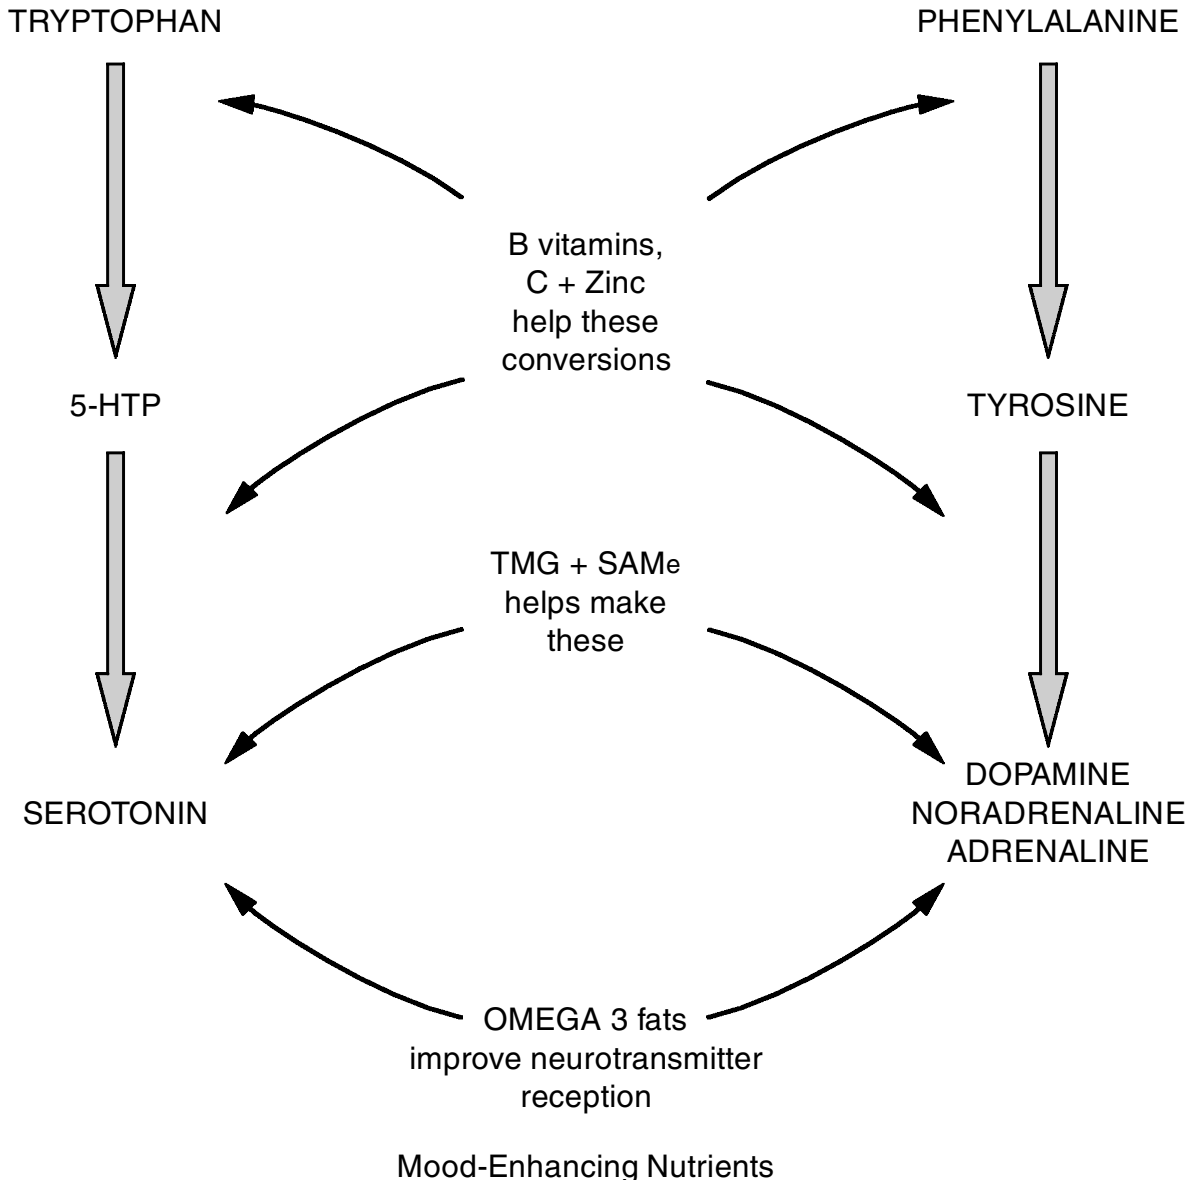 TRYPTOPHAN
PHENYLALANINE
B vitamins,
C + Zinc
help these
conversions
5-HTP
TYROSINE
TMG + SAMe
helps make
these
SEROTONIN
DOPAMINE
NORADRENALINE
ADRENALINE
OMEGA 3 fats
improve neurotransmitter
reception
Mood-Enhancing Nutrients